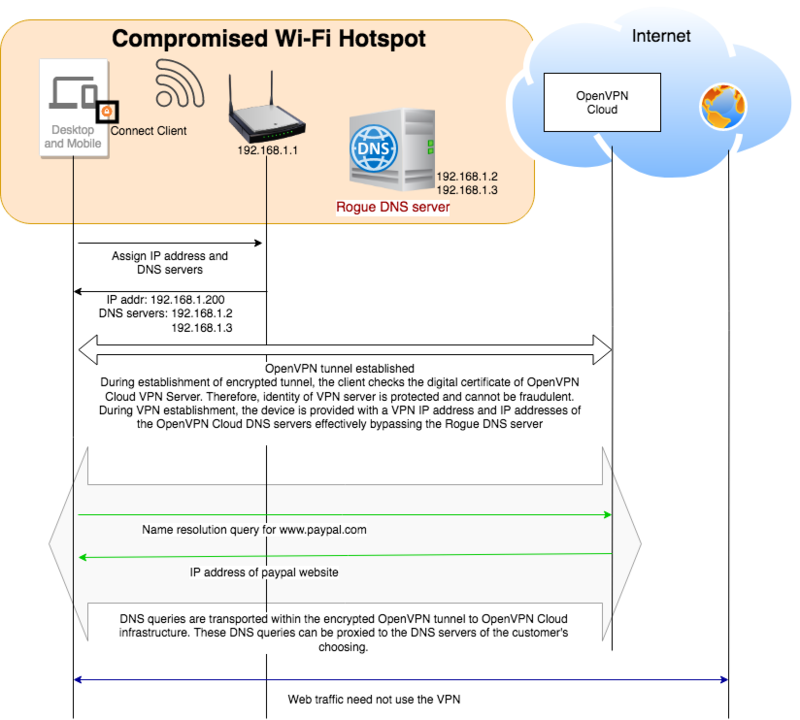 Compromised Wi-Fi Hotspot
Internet
OpenVPN
Cloud
Desktop
and Mobile
Connect Client
192.168.1.1
DNS
192.168.1.2
192.168.1.3
Rogue DNS server
Assign IP address and
DNS servers
IP addr: 192.168.1.200
DNS servers: 192.168.1.2
192.168.1.3
OpenVPN tunnel established
During establishment of encrypted tunnel, the client checks the digital certificate of OpenVPN
Cloud VPN Server. Therefore, identity of VPN server is protected and cannot be fraudulent.
During VPN establishment, the device is provided with a VPN IP address and IP addresses of
the OpenVPN Cloud DNS servers effectively bypassing the Rogue DNS server
Name resolution query for www.paypal.com
IP address of paypal website
DNS queries are transported within the encrypted OpenVPN tunnel to OpenVPN Cloud
infrastructure. These DNS queries can be proxied to the DNS servers of the customer's
choosing.
Web traffic need not use the VPN